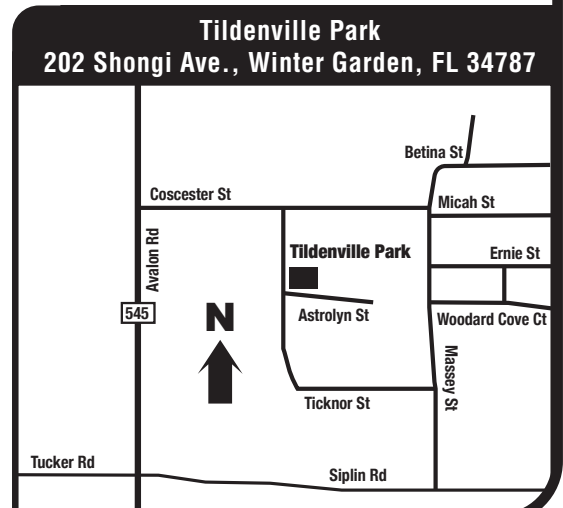 Tildenville Park
202 Shongi Ave., Winter Garden, FL 34787
Betina St
Coscester St
Micah St
Avalon Rd
Tildenville Park
Ernie St
545
N
Astrolyn St
Woodard Cove Ct
Massey St
Ticknor St
Tucker Rd
Siplin Rd